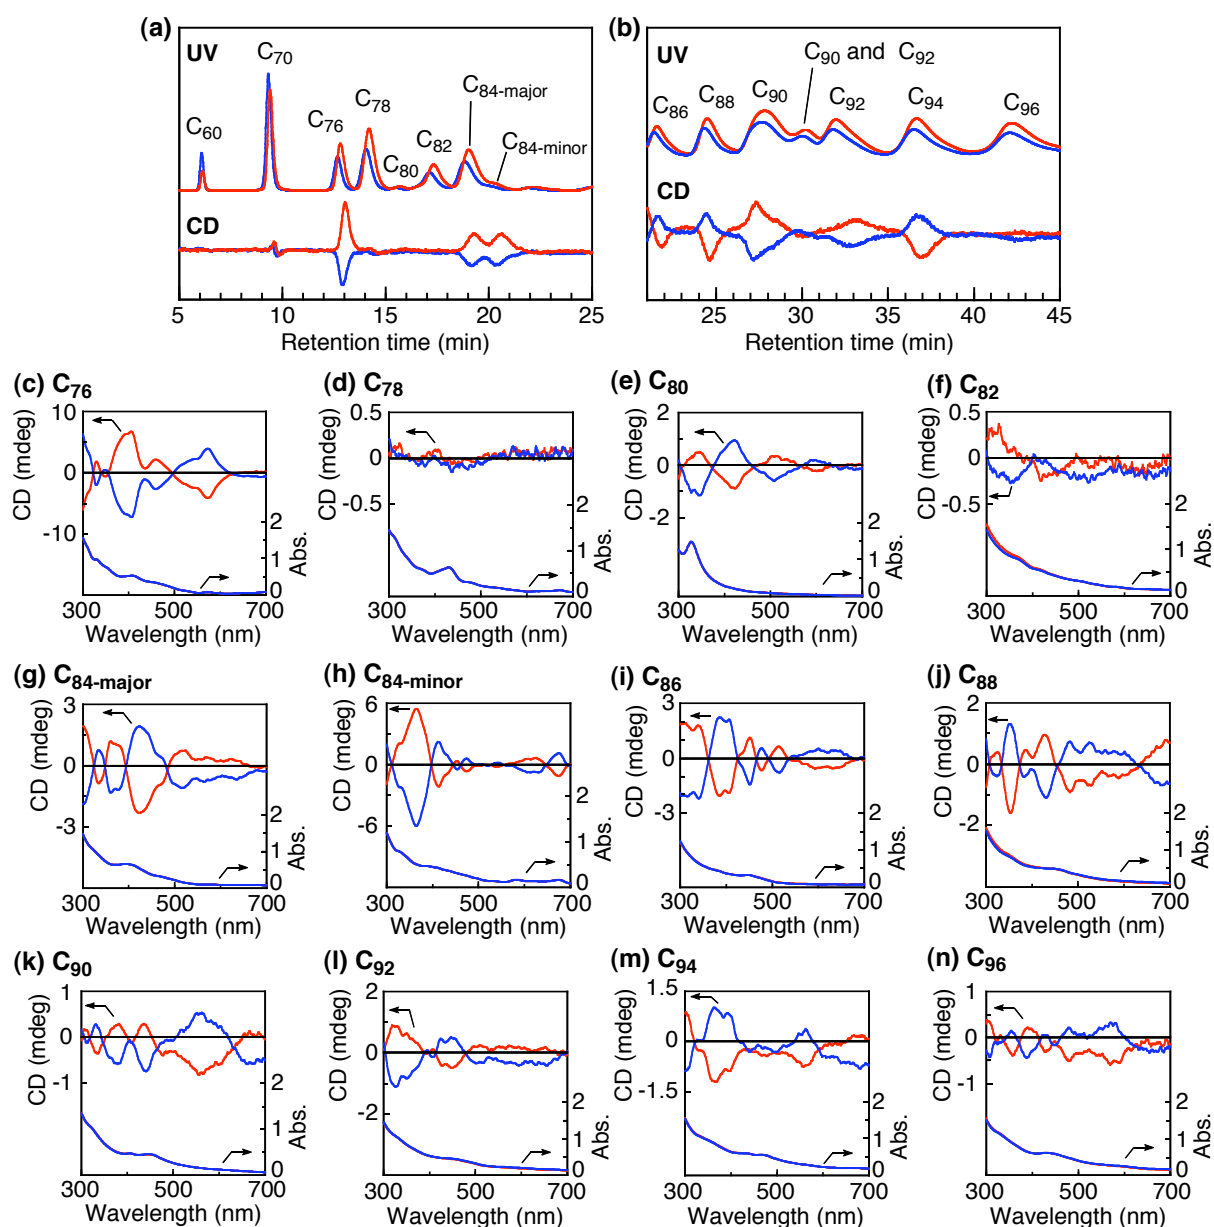 (a)
UV
C60
C70
C76
C78
C80
C82
C84-major
C84-minor
CD
5 10 15 20 25
Retention time (min)
(b)
UV
C86
C88
C90
C90 and C92
C92
C94
C96
CD
25 30 35 40 45
Retention time (min)
(c) C76
CD (mdeg)
10
0
-10
2
1
0
Abs.
300 500 700
Wavelength (nm)
(d) C78
CD (mdeg)
0.5
0
-0.5
2
1
0
Abs.
300 500 700
Wavelength (nm)
(e) C80
CD (mdeg)
2
0
-2
2
1
0
Abs.
300 500 700
Wavelength (nm)
(f) C82
CD (mdeg)
0.5
0
-0.5
2
1
0
Abs.
300 500 700
Wavelength (nm)
(g) C84-major
CD (mdeg)
3
0
-3
2
1
0
Abs.
300 500 700
Wavelength (nm)
(h) C84-minor
CD (mdeg)
6
0
-6
2
1
0
Abs.
300 500 700
Wavelength (nm)
(i) C86
CD (mdeg)
3
0
-3
2
1
0
Abs.
300 500 700
Wavelength (nm)
(j) C88
CD (mdeg)
2
0
-2
2
1
0
Abs.
300 500 700
Wavelength (nm)
(k) C90
CD (mdeg)
1
0
-1
2
1
0
Abs.
300 500 700
Wavelength (nm)
(l) C92
CD (mdeg)
2
0
-2
2
1
0
Abs.
300 500 700
Wavelength (nm)
(m) C94
CD (mdeg)
1.5
0
-1.5
2
1
0
Abs.
300 500 700
Wavelength (nm)
(n) C96
CD (mdeg)
1
0
-1
2
1
0
Abs.
300 500 700
Wavelength (nm)